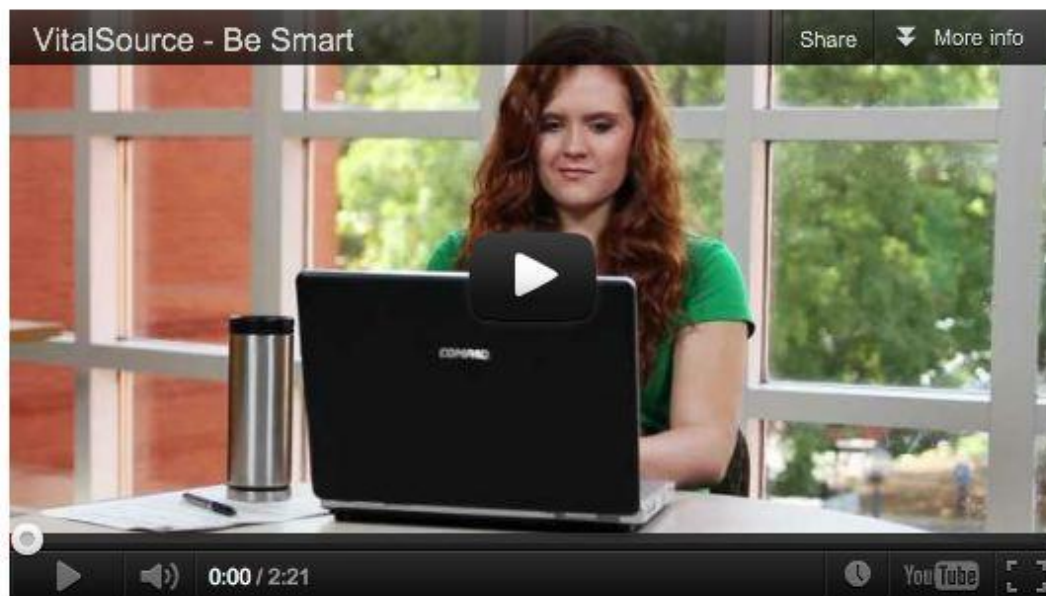 VitalSource - Be Smart
Share
More info
COMPAQ
0:00 / 2:21
YouTube